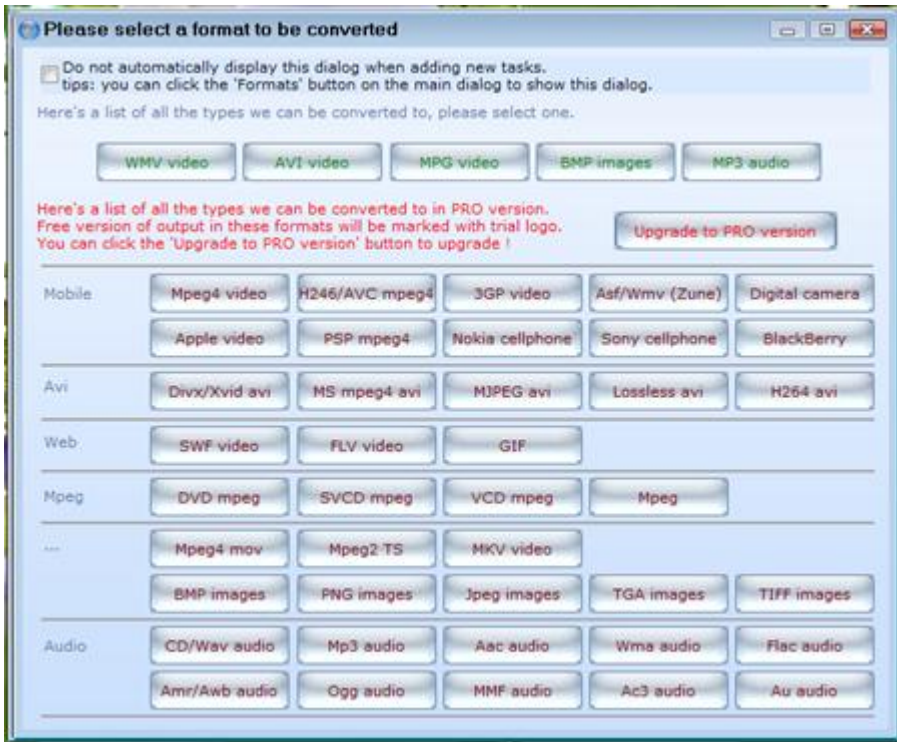 Please select a format to be converted
Do not automatically display this dialog when adding new tasks.
tips: you can click the 'Formats' button on the main dialog to show this dialog.
Here's a list of all the types we can be converted to, please select one.
WMV video AVI video MPG video BMP images MP3 audio
Here's a list of all the types we can be converted to in PRO version.
Free version of output in these formats will be marked with trial logo.
You can click the 'Upgrade to PRO version' button to upgrade !
Upgrade to PRO version
Mobile Mpeg4 video H246/AVC mpeg4 3GP video Asf/Wmv (Zune) Digital camera
Apple video PSP mpeg4 Nokia cellphone Sony cellphone BlackBerry
Avi Divx/Xvid avi MS mpeg4 avi MJPEG avi Lossless avi H264 avi
Web SWF video FLV video GIF
Mpeg DVD mpeg SVCD mpeg VCD mpeg Mpeg
... Mpeg4 mov Mpeg2 TS MKV video
BMP images PNG images Jpeg images TGA images TIFF images
Audio CD/Wav audio Mp3 audio Aac audio Wma audio Flac audio
Amr/Awb audio Ogg audio MMF audio Ac3 audio Au audio